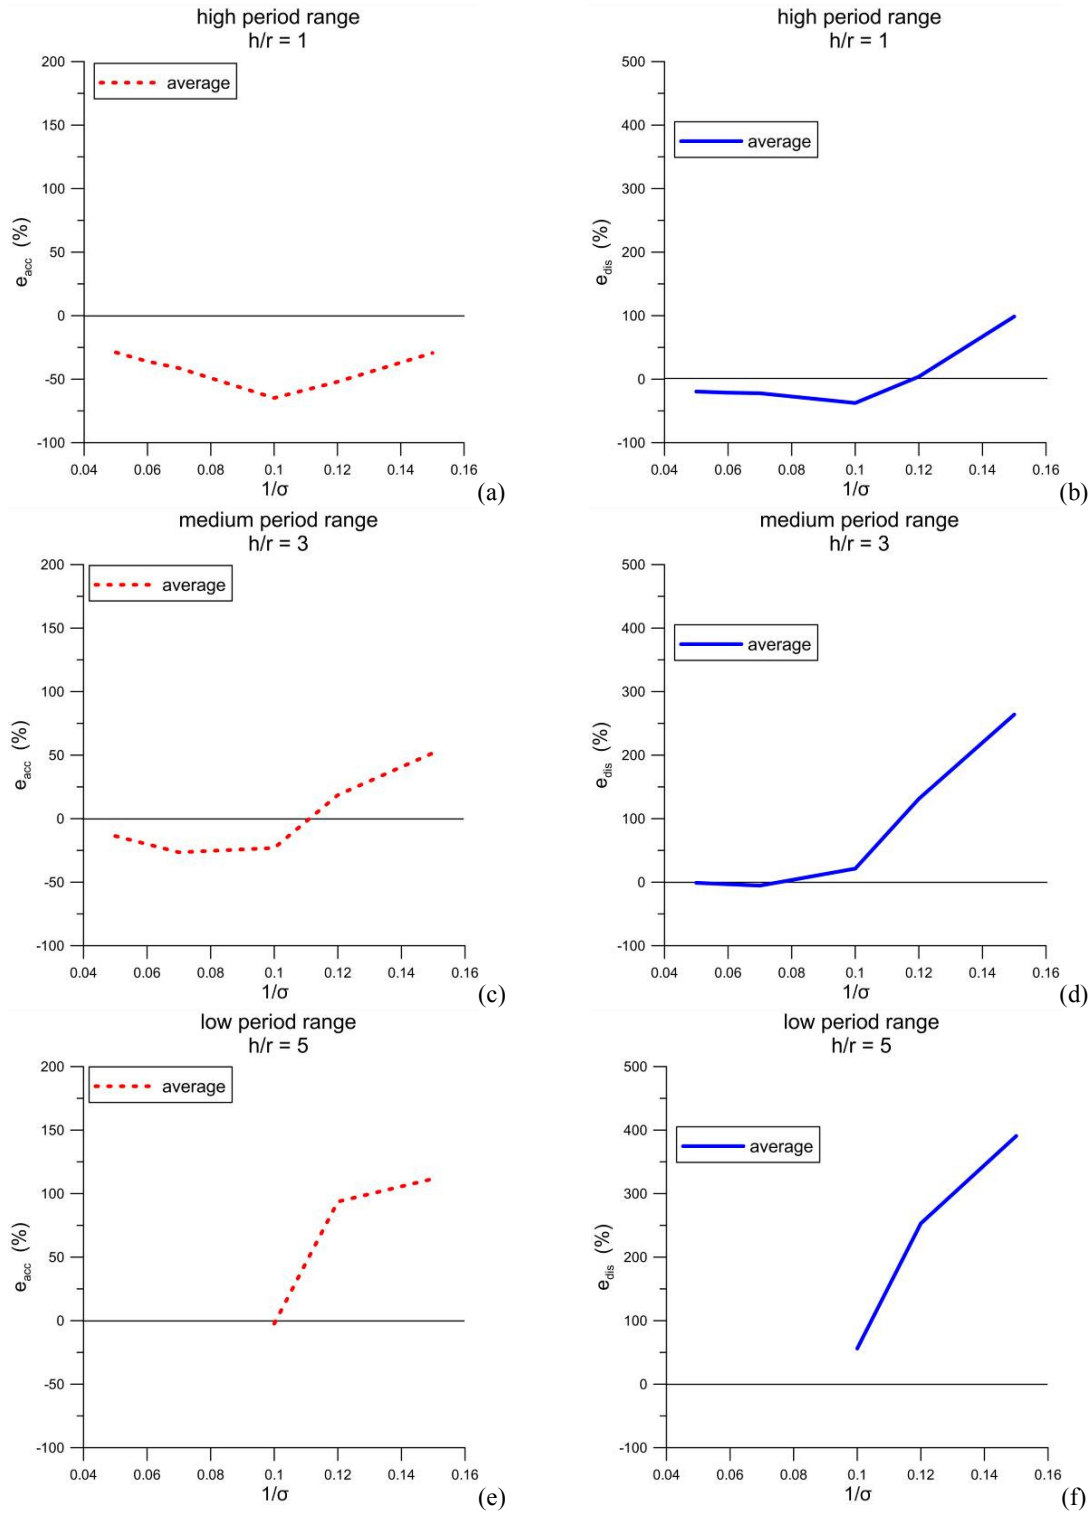 high period range
h/r = 1
200
average
150
100
50
0
-50
-100
e_acc (%)
0.04 0.06 0.08 0.1 0.12 0.14 0.16
1/σ
(a)
high period range
h/r = 1
500
400
average
300
200
100
0
-100
e_dis (%)
0.04 0.06 0.08 0.1 0.12 0.14 0.16
1/σ
(b)
medium period range
h/r = 3
200
average
150
100
50
0
-50
-100
e_acc (%)
0.04 0.06 0.08 0.1 0.12 0.14 0.16
1/σ
(c)
medium period range
h/r = 3
500
400
average
300
200
100
0
-100
e_dis (%)
0.04 0.06 0.08 0.1 0.12 0.14 0.16
1/σ
(d)
low period range
h/r = 5
200
average
150
100
50
0
-50
-100
e_acc (%)
0.04 0.06 0.08 0.1 0.12 0.14 0.16
1/σ
(e)
low period range
h/r = 5
500
400
average
300
200
100
0
-100
e_dis (%)
0.04 0.06 0.08 0.1 0.12 0.14 0.16
1/σ
(f)